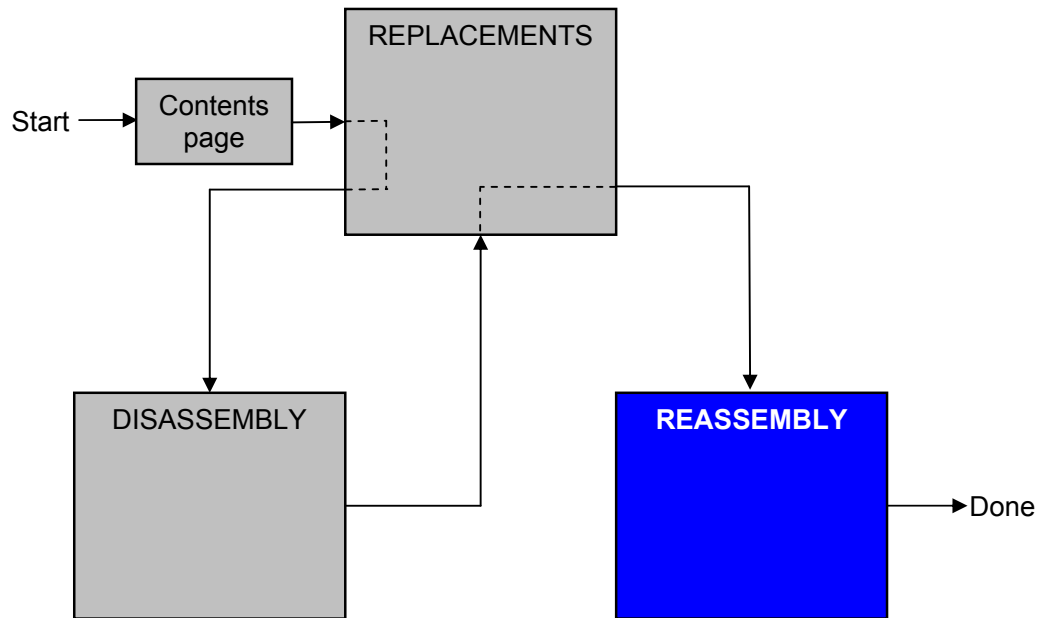 REPLACEMENTS
Start
Contents
page
DISASSEMBLY
REASSEMBLY
Done